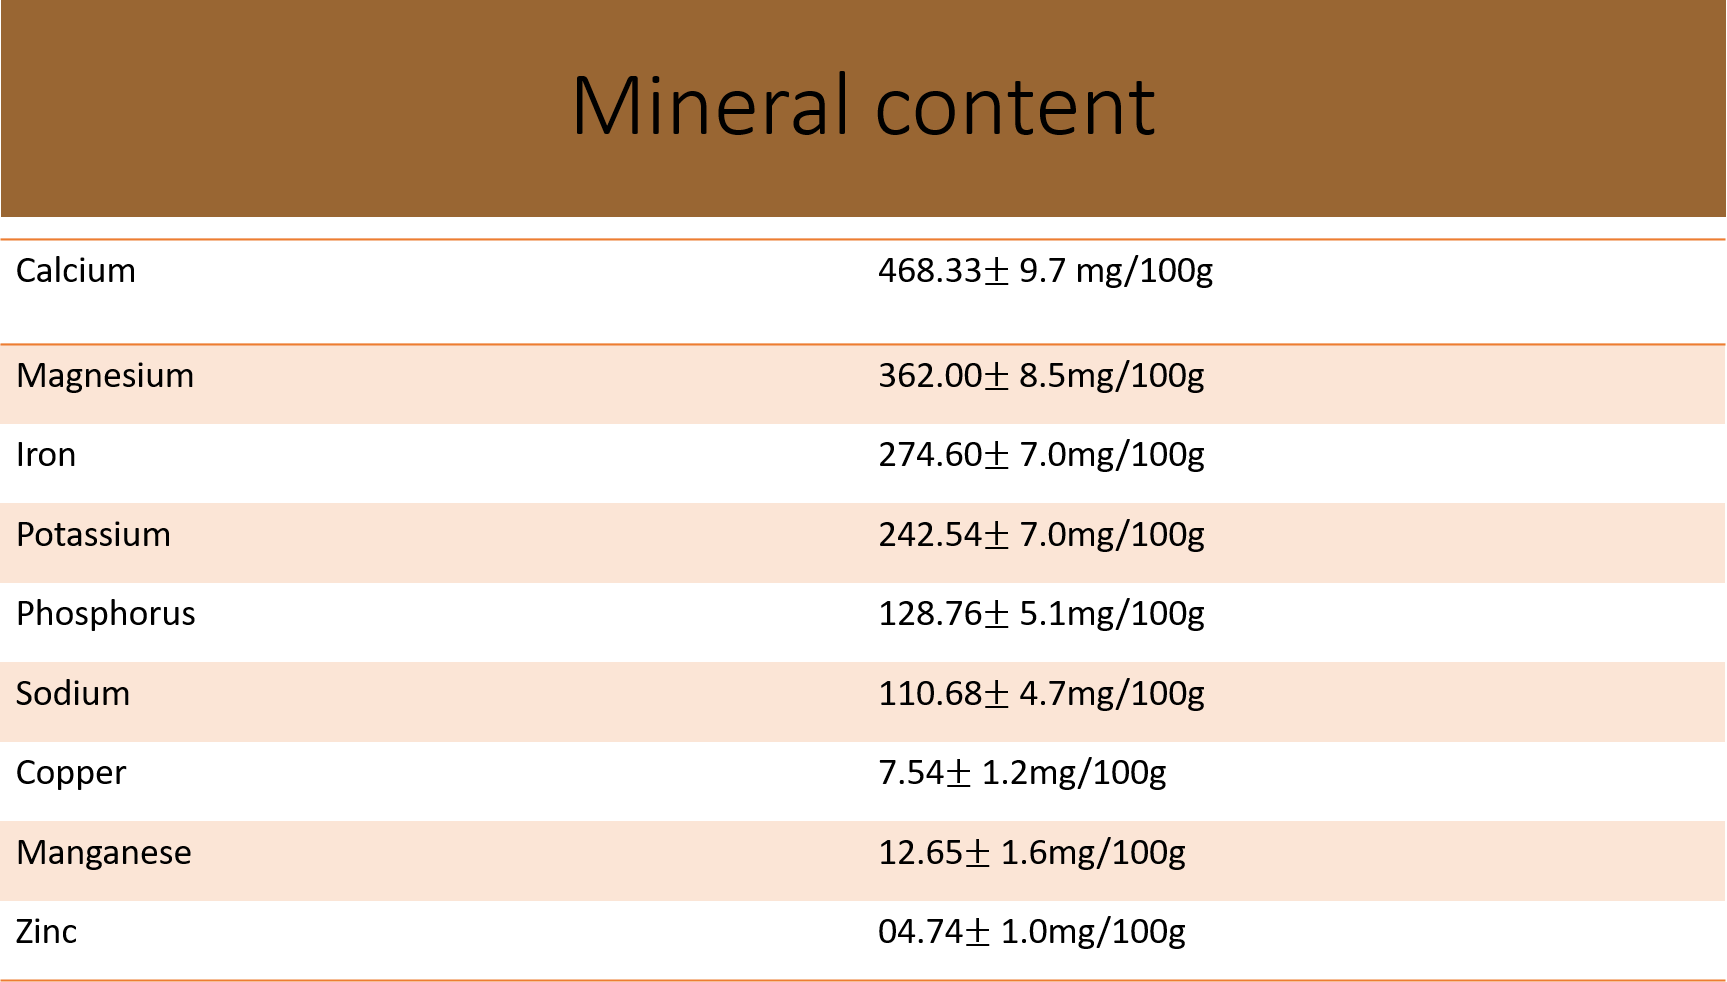 Mineral content
Calcium 468.33± 9.7 mg/100g
Magnesium 362.00± 8.5mg/100g
Iron 274.60± 7.0mg/100g
Potassium 242.54± 7.0mg/100g
Phosphorus 128.76± 5.1mg/100g
Sodium 110.68± 4.7mg/100g
Copper 7.54± 1.2mg/100g
Manganese 12.65± 1.6mg/100g
Zinc 04.74± 1.0mg/100g